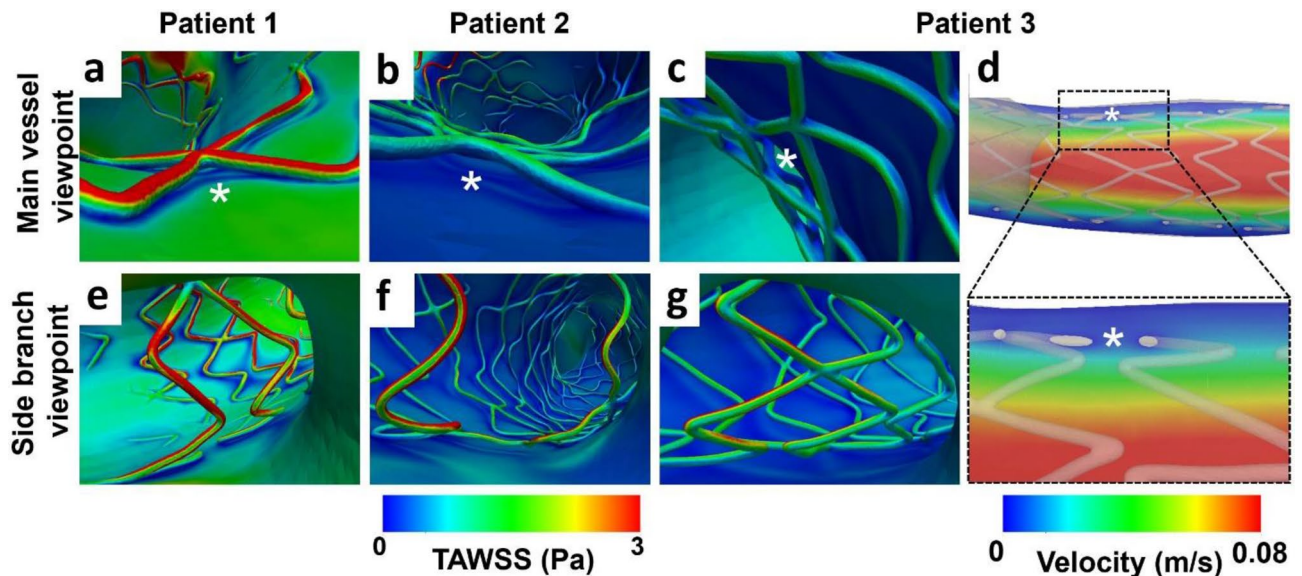 Patient 1
Patient 2
Patient 3
Main vessel
viewpoint
a
b
c
d
*
*
*
*
Side branch
viewpoint
e
f
g
*
0
3
TAWSS (Pa)
0
0.08
Velocity (m/s)